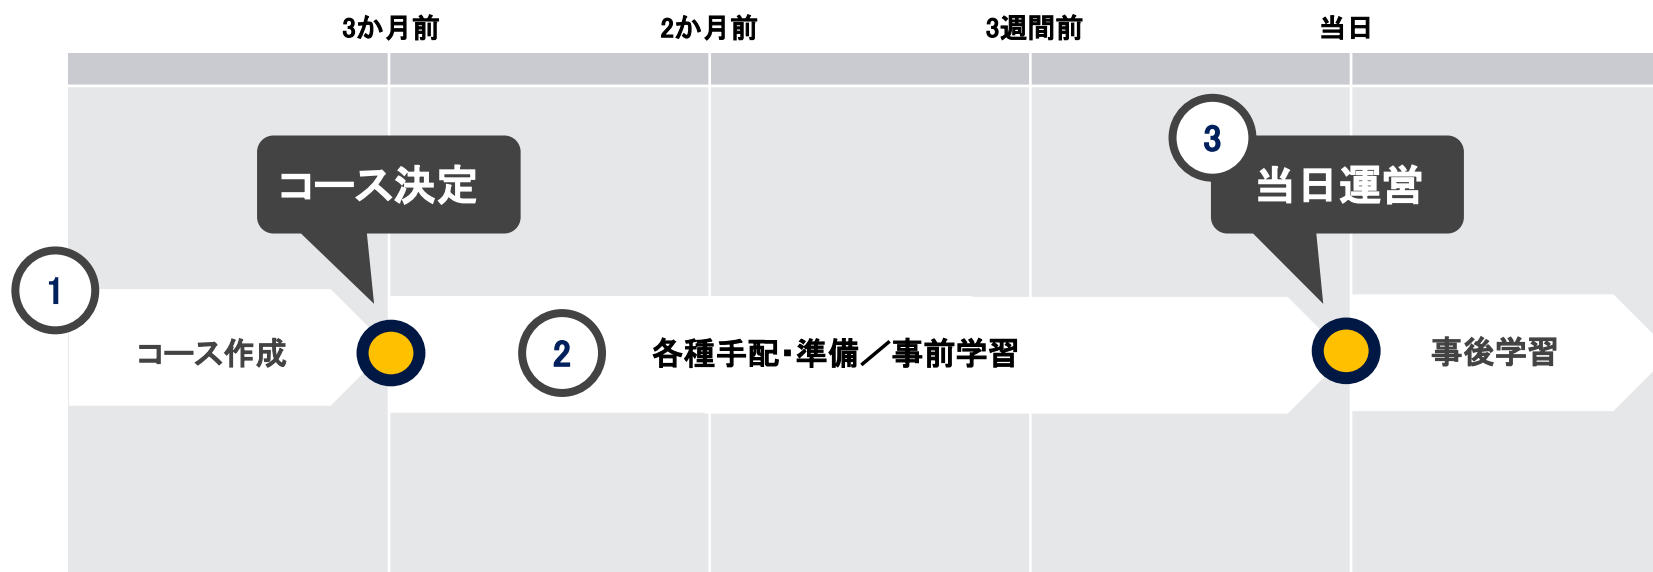 3か月前
2か月前
3週間前
当日
コース決定
3
当日運営
1
コース作成
2
各種手配・準備／事前学習
事後学習